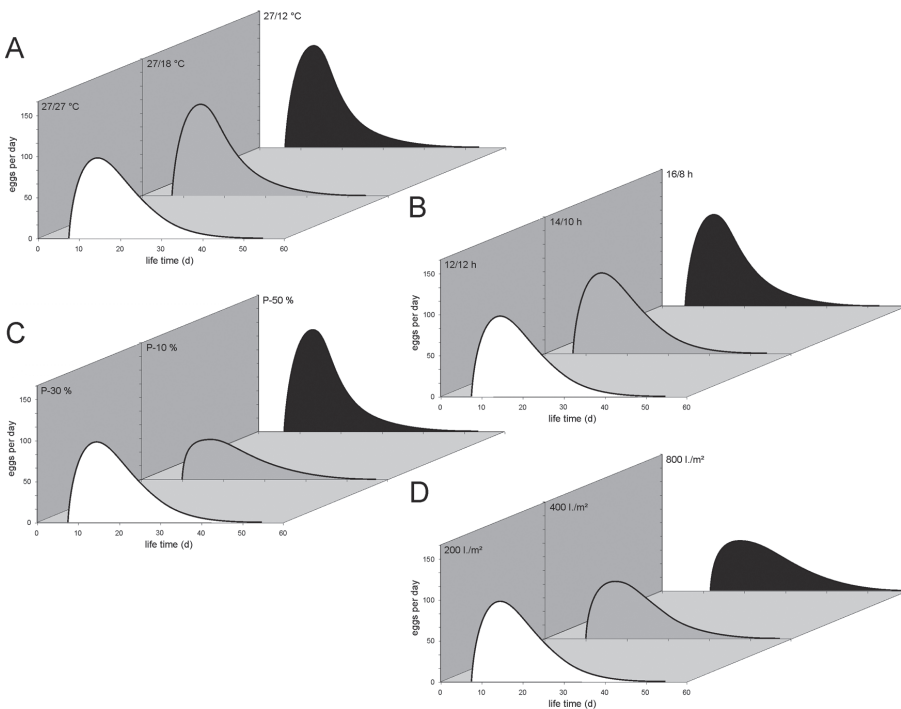 A
27/12 °C
27/18 °C
27/27 °C
150
100
50
0
eggs per day
0 10 20 30 40 50 60
life time (d)
B
16/8 h
14/10 h
12/12 h
150
100
50
0
eggs per day
0 10 20 30 40 50 60
life time (d)
C
P-50 %
P-10 %
P-30 %
150
100
50
0
eggs per day
0 10 20 30 40 50 60
life time (d)
D
800 l./m²
400 l./m²
200 l./m²
150
100
50
0
eggs per day
0 10 20 30 40 50 60
life time (d)